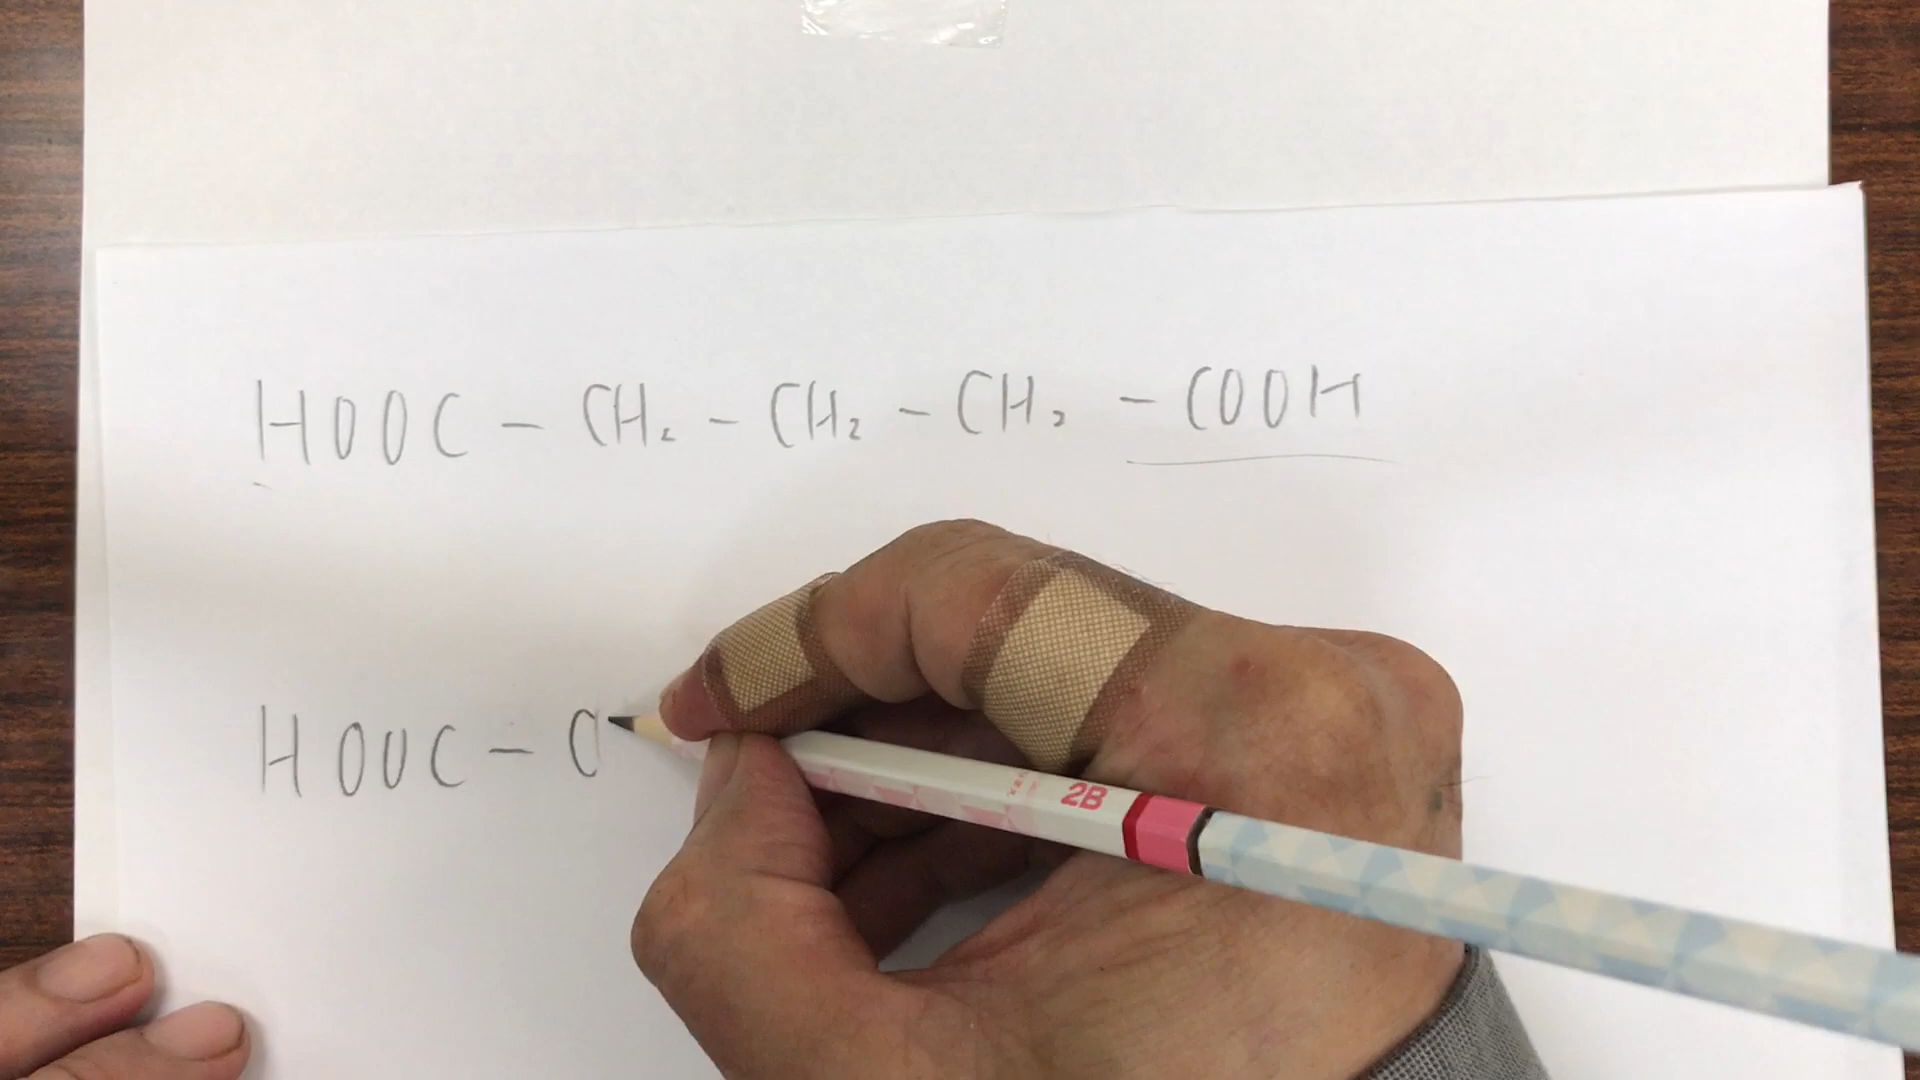 HOOC - CH₂ - CH₂ - CH₂ - COOH
HOOC - C
2B